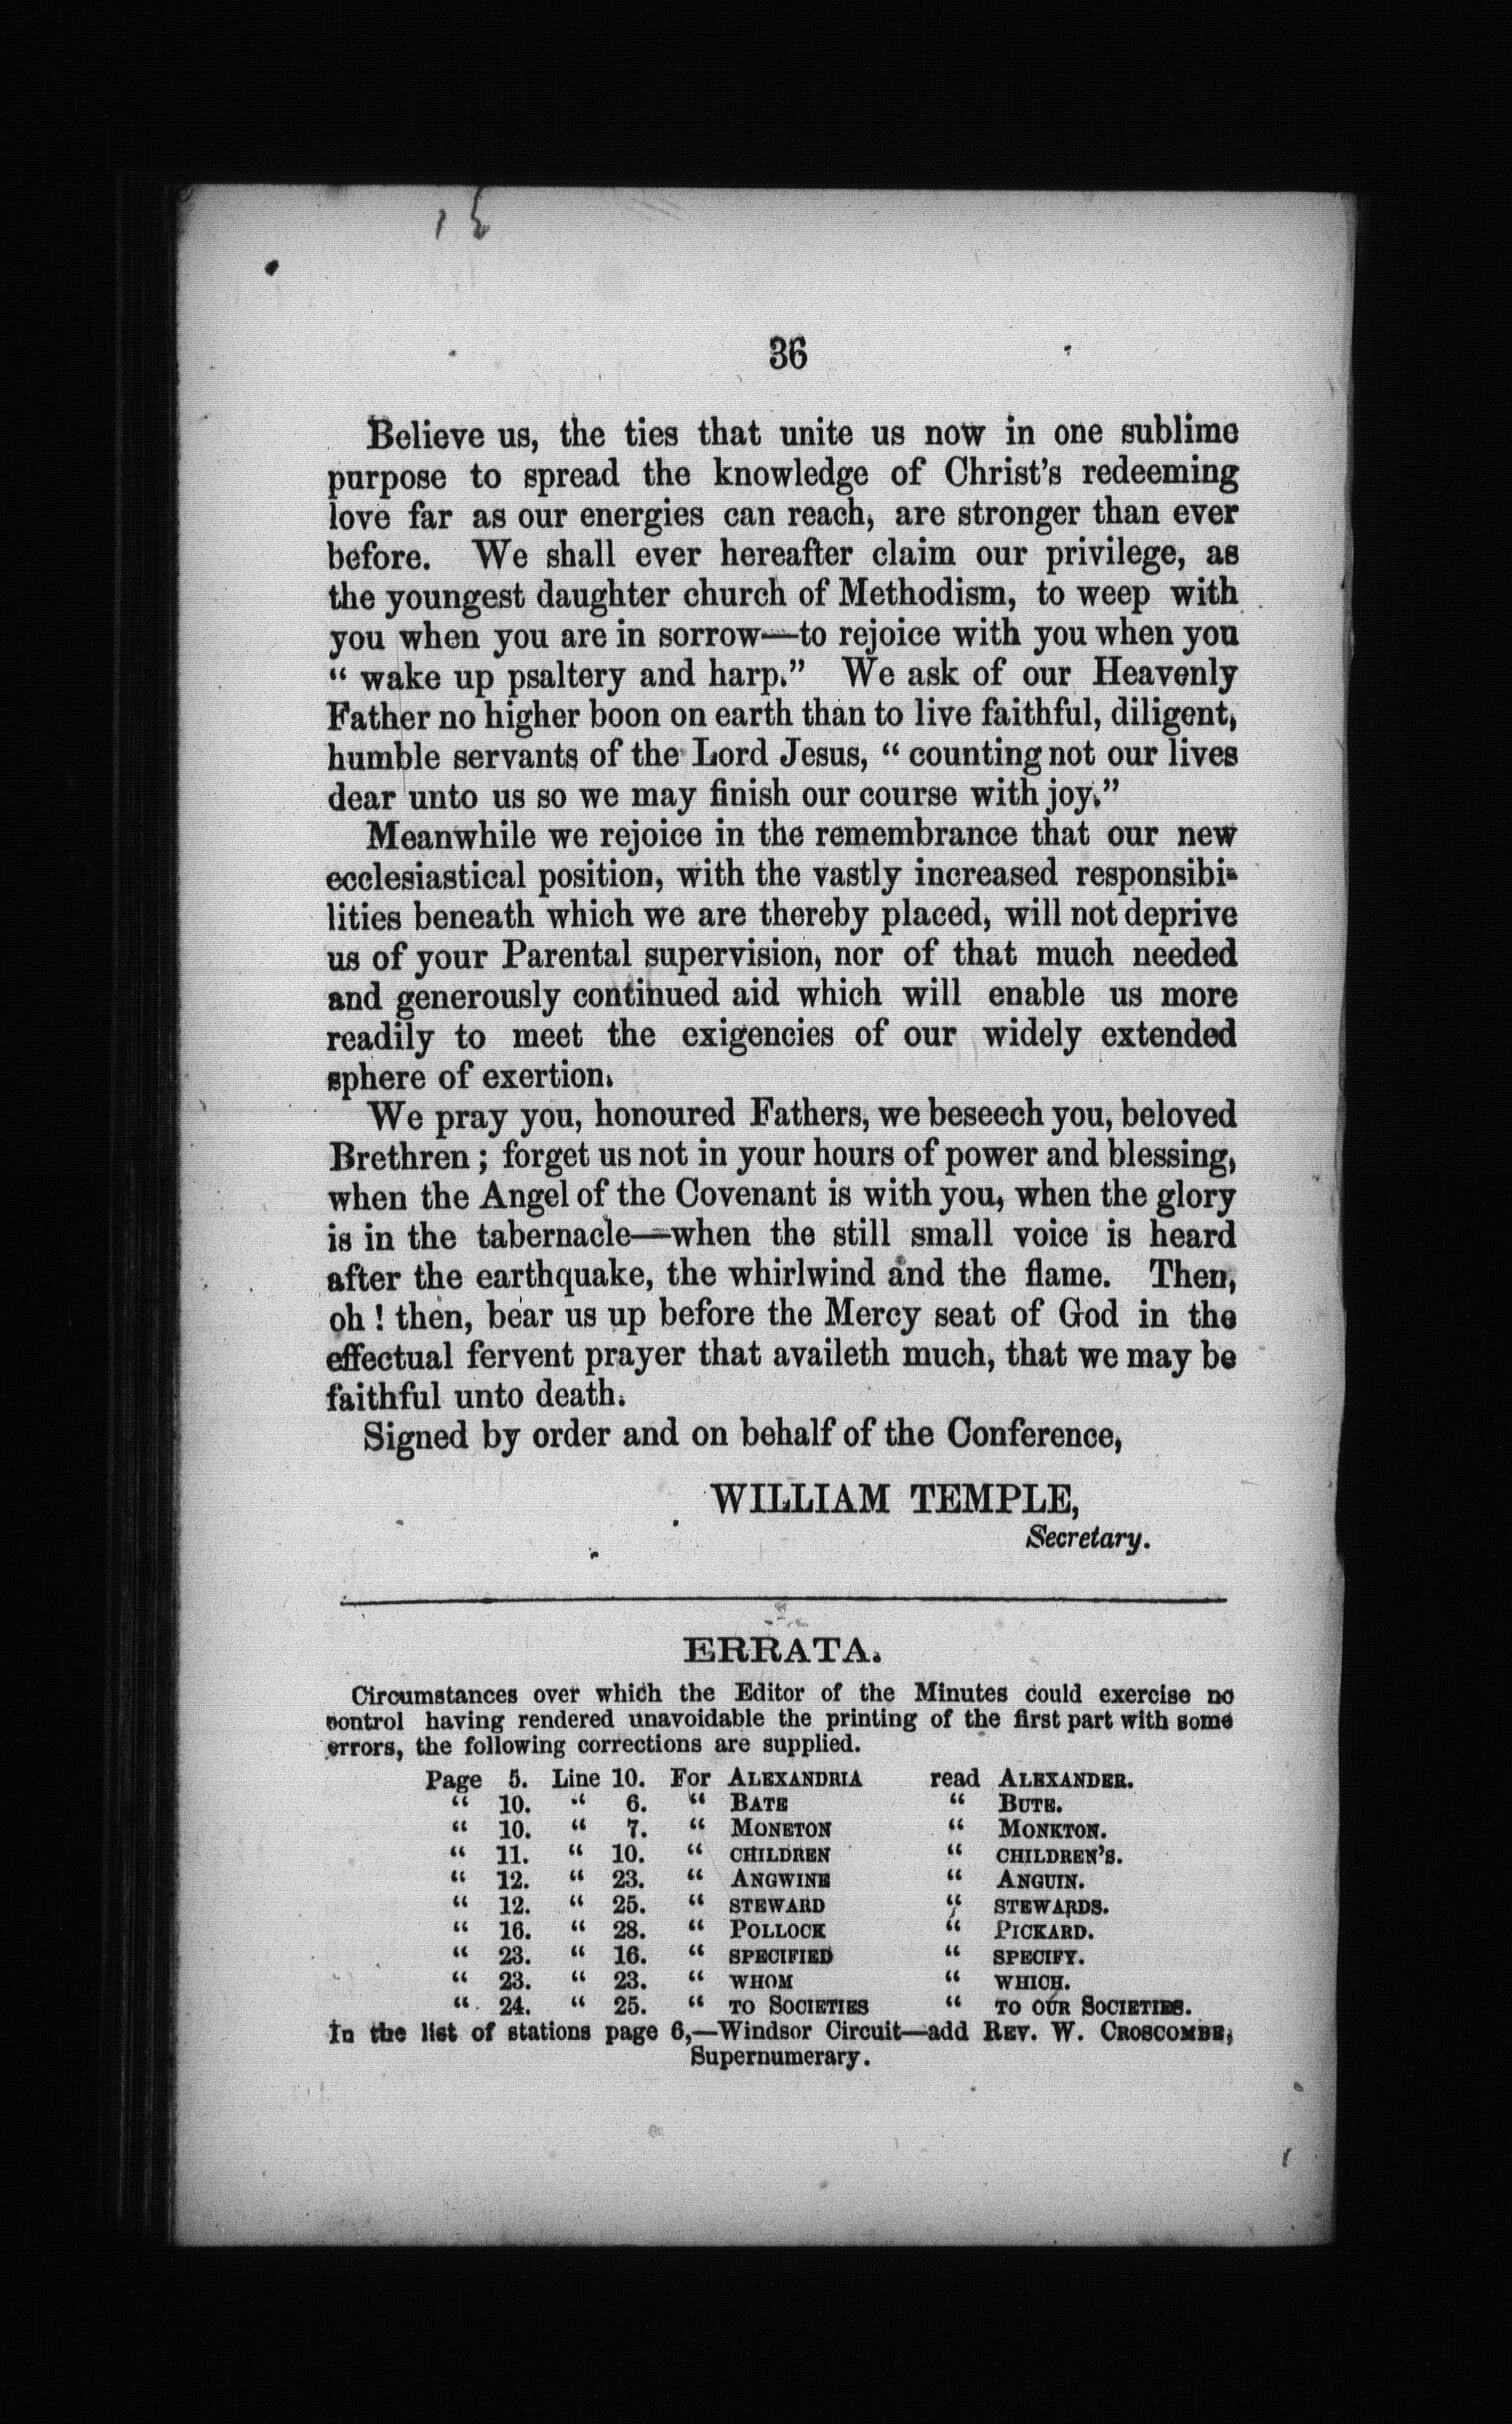 36
Believe us, the ties that unite us now in one sublime
purpose to spread the knowledge of Christ's redeeming
love far as our energies can reach, are stronger than ever
before. We shall ever hereafter claim our privilege, as
the youngest daughter church of Methodism, to weep with
you when you are in sorrow—to rejoice with you when you
“ wake up psaltery and harp.” We ask of our Heavenly
Father no higher boon on earth than to live faithful, diligent,
humble servants of the Lord Jesus, “ counting not our lives
dear unto us so we may finish our course with joy.”
Meanwhile we rejoice in the remembrance that our new
ecclesiastical position, with the vastly increased responsibi-
lities beneath which we are thereby placed, will not deprive
us of your Parental supervision, nor of that much needed
and generously continued aid which will enable us more
readily to meet the exigencies of our widely extended
sphere of exertion.
We pray you, honoured Fathers, we beseech you, beloved
Brethren ; forget us not in your hours of power and blessing,
when the Angel of the Covenant is with you, when the glory
is in the tabernacle—when the still small voice is heard
after the earthquake, the whirlwind and the flame. Then,
oh ! then, bear us up before the Mercy seat of God in the
effectual fervent prayer that availeth much, that we may be
faithful unto death.
Signed by order and on behalf of the Conference,
WILLIAM TEMPLE,
Secretary.
ERRATA.
Circumstances over which the Editor of the Minutes could exercise no
control having rendered unavoidable the printing of the first part with some
errors, the following corrections are supplied.
Page 5. Line 10. For ALEXANDRIA read ALEXANDER.
“ 10. “ 6. “ BATE “ BUTE.
“ 10. “ 7. “ MONETON “ MONKTON.
“ 11. “ 10. “ CHILDREN “ CHILDREN'S.
“ 12. “ 23. “ ANGWINE “ ANGUIN.
“ 12. “ 25. “ STEWARD “ STEWARDS.
“ 16. “ 28. “ POLLOCK “ PICKARD.
“ 23. “ 16. “ SPECIFIED “ SPECIFY.
“ 23. “ 23. “ WHOM “ WHICH.
“ 24. “ 25. “ TO SOCIETIES “ TO OUR SOCIETIES.
In the list of stations page 6,—Windsor Circuit—add REV. W. CROSCOMBE,
Supernumerary.